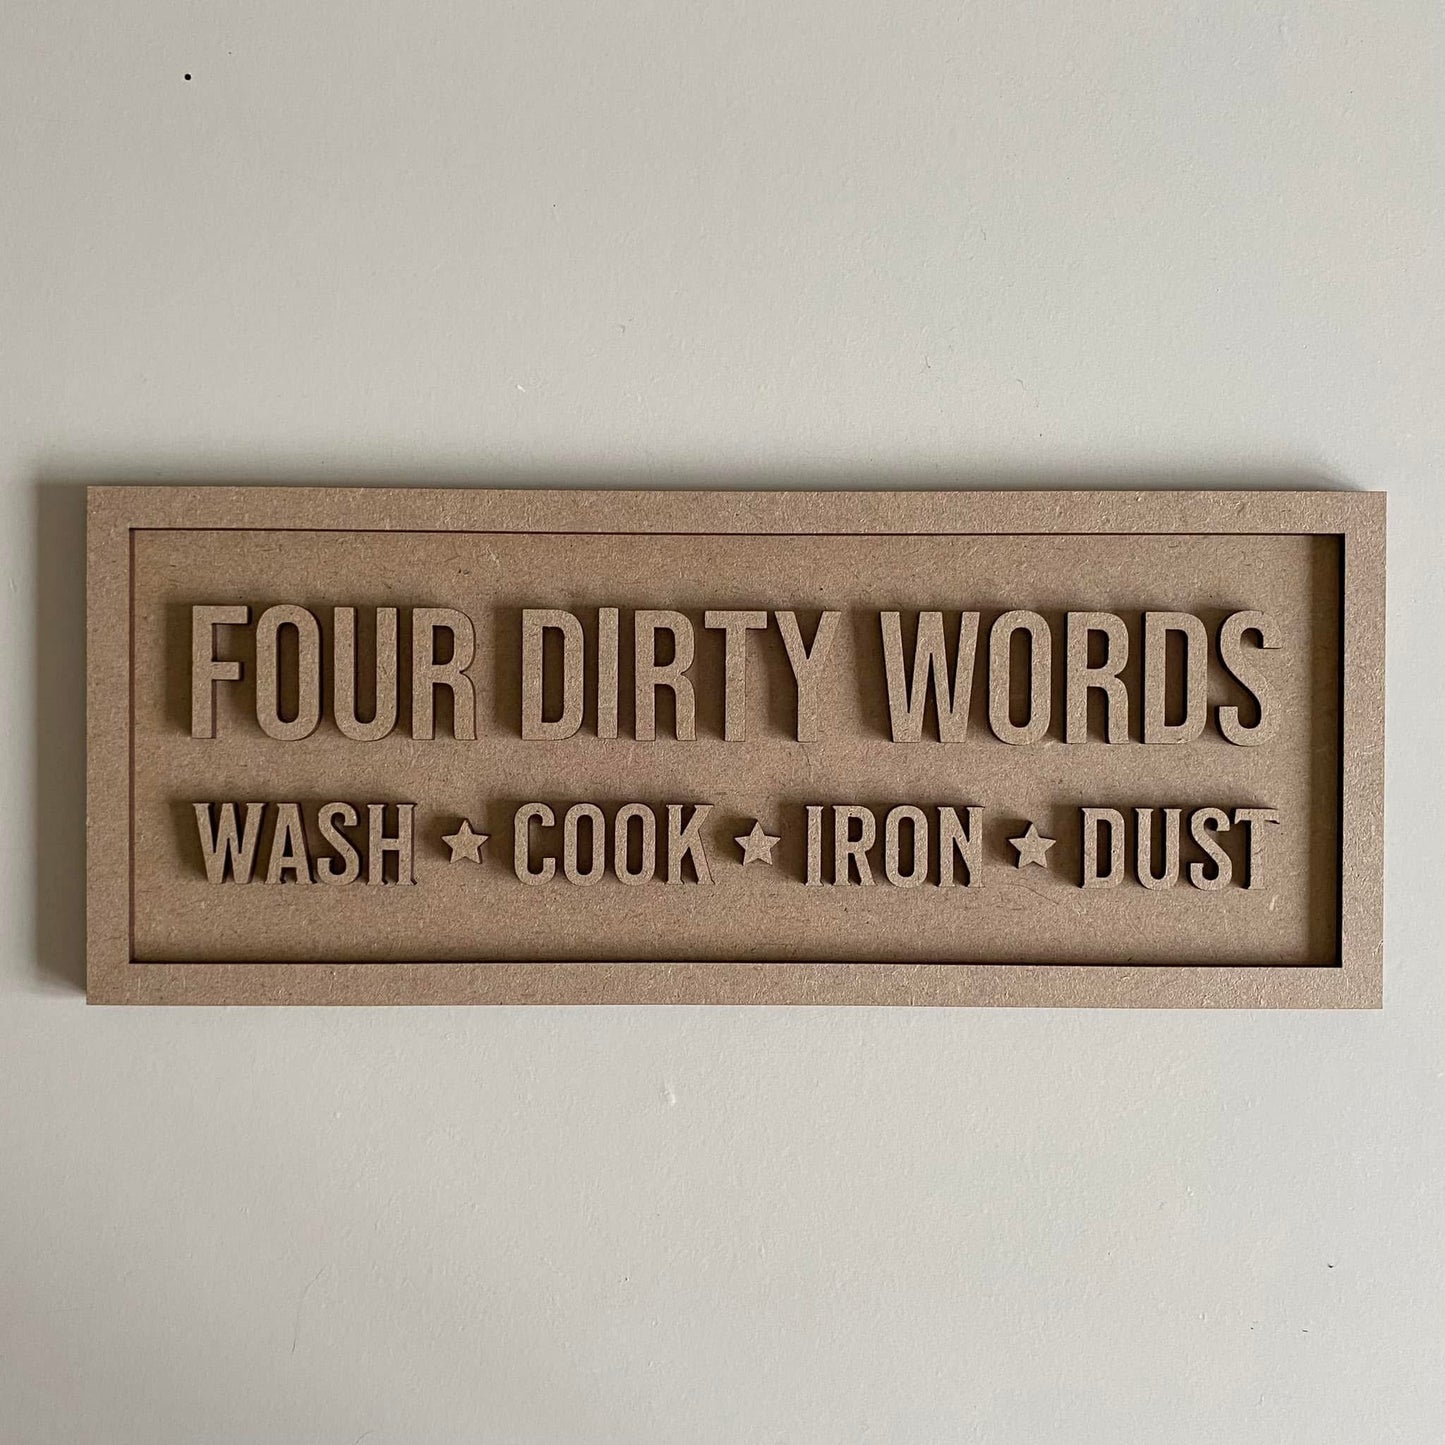 FOUR DIRTY WORDS
WASH ★ COOK ★ IRON ★ DUST